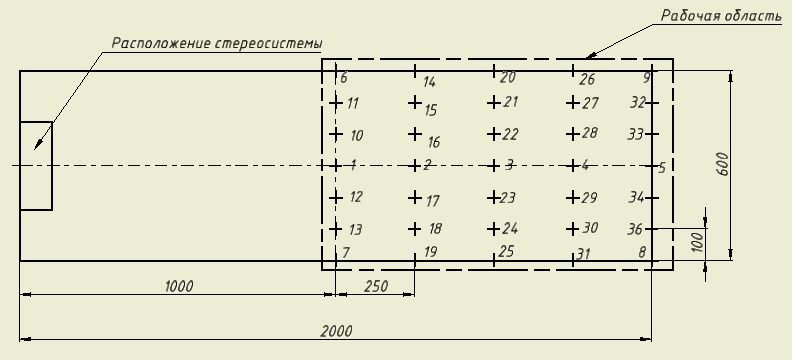 Рабочая область
Расположение стереосистемы
6 14 20 26 9
11 15 21 27 32
10 16 22 28 33
1 2 3 4 5
12 17 23 29 34
13 18 24 30 36
7 19 25 31 8
600
100
1000 250
2000